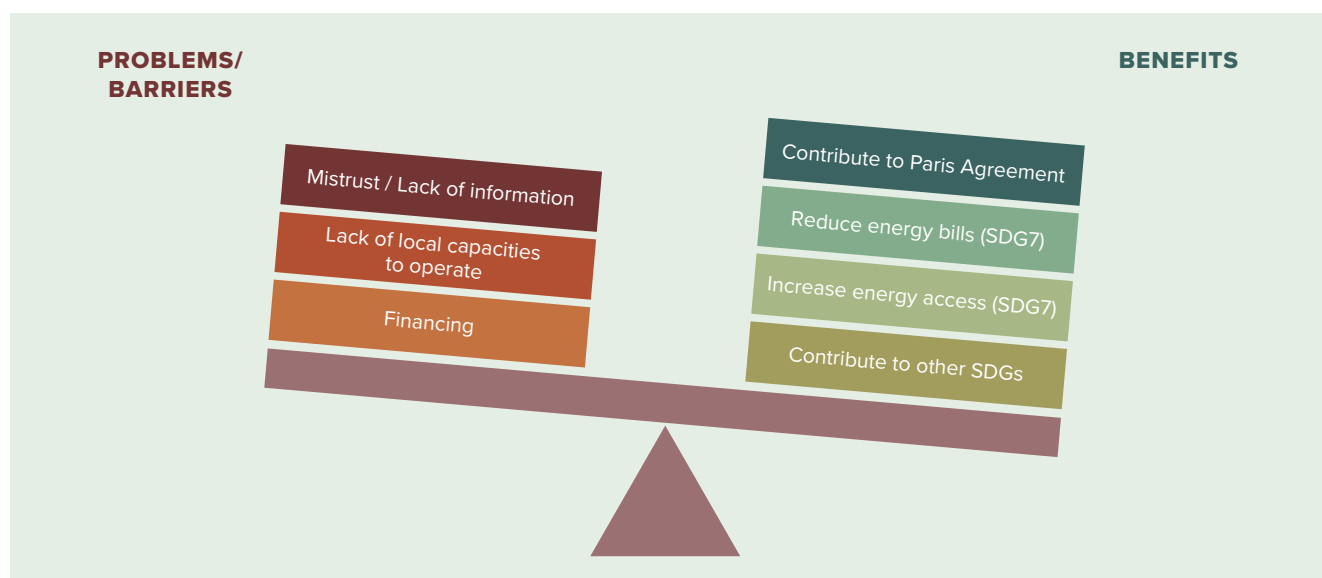 PROBLEMS/
BARRIERS
BENEFITS
Mistrust / Lack of information
Lack of local capacities
to operate
Financing
Contribute to Paris Agreement
Reduce energy bills (SDG7)
Increase energy access (SDG7)
Contribute to other SDGs